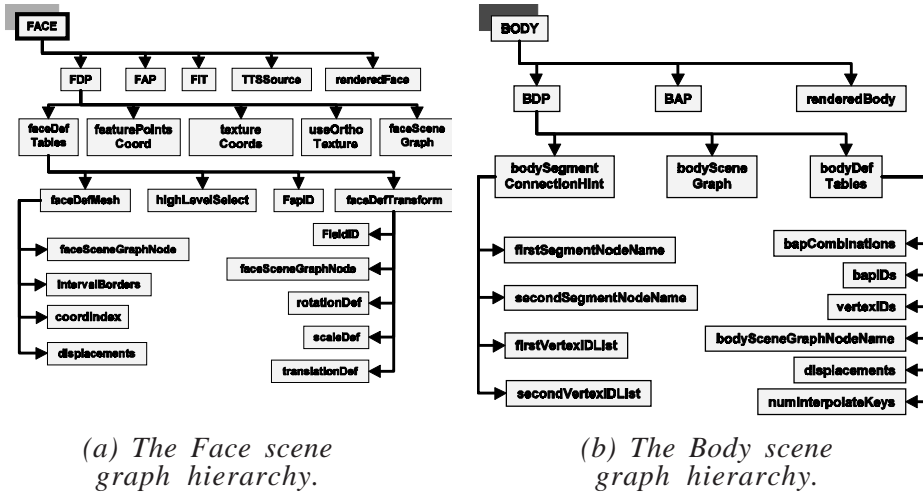 FACE
FDP
FAP
FIT
TTSSource
renderedFace
faceDef
Tables
featurePoints
Coord
texture
Coords
useOrtho
Texture
faceScene
Graph
faceDefMesh
highLevelSelect
FapID
faceDefTransform
faceSceneGraphNode
IntervalBorders
coordIndex
displacements
FieldID
faceSceneGraphNode
rotationDef
scaleDef
translationDef
(a) The Face scene
graph hierarchy.
BODY
BDP
BAP
renderedBody
bodySegment
ConnectionHint
bodyScene
Graph
bodyDef
Tables
firstSegmentNodeName
secondSegmentNodeName
firstVertexIDList
secondVertexIDList
bapCombinations
bapIDs
vertexIDs
bodySceneGraphNodeName
displacements
numInterpolateKeys
(b) The Body scene
graph hierarchy.